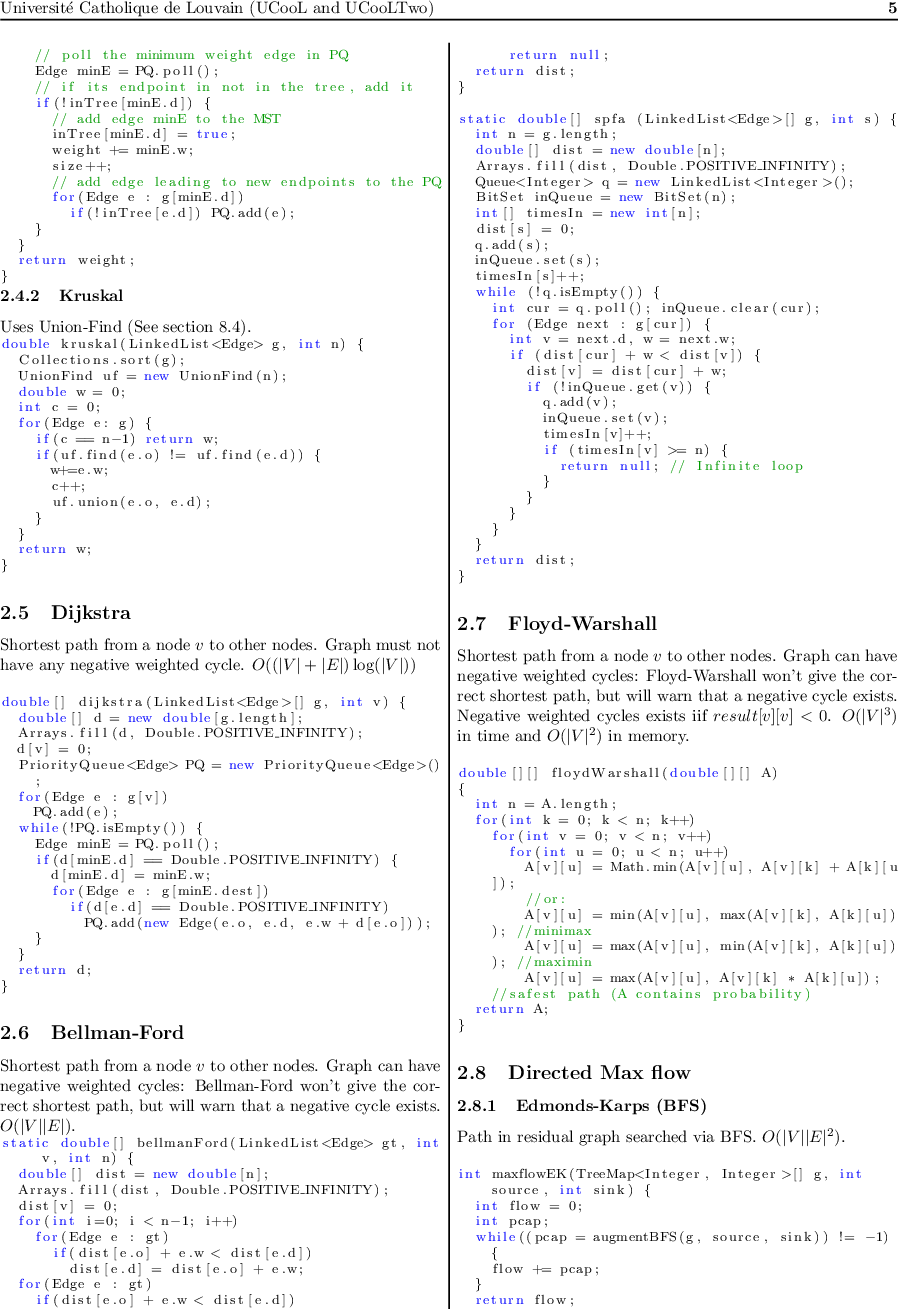 Université Catholique de Louvain (UCooL and UCooLTwo) 5
// poll the minimum weight edge in PQ
Edge minE = PQ.poll();
// if its endpoint in not in the tree, add it
if(!inTree[minE.d]) {
// add edge minE to the MST
inTree[minE.d] = true;
weight += minE.w;
size++;
// add edge leading to new endpoints to the PQ
for(Edge e : g[minE.d])
if(!inTree[e.d]) PQ.add(e);
}
}
return weight;
}
2.4.2 Kruskal
Uses Union-Find (See section 8.4).
double kruskal(LinkedList<Edge> g, int n) {
Collections.sort(g);
UnionFind uf = new UnionFind(n);
double w = 0;
int c = 0;
for(Edge e: g) {
if(c == n-1) return w;
if(uf.find(e.o) != uf.find(e.d)) {
w+=e.w;
c++;
uf.union(e.o, e.d);
}
}
return w;
}
2.5 Dijkstra
Shortest path from a node v to other nodes. Graph must not
have any negative weighted cycle. O((|V| + |E|) log(|V|))
double[] dijkstra(LinkedList<Edge>[] g, int v) {
double[] d = new double[g.length];
Arrays.fill(d, Double.POSITIVE_INFINITY);
d[v] = 0;
PriorityQueue<Edge> PQ = new PriorityQueue<Edge>()
;
for(Edge e : g[v])
PQ.add(e);
while(!PQ.isEmpty()) {
Edge minE = PQ.poll();
if(d[minE.d] == Double.POSITIVE_INFINITY) {
d[minE.d] = minE.w;
for(Edge e : g[minE.dest])
if(d[e.d] == Double.POSITIVE_INFINITY)
PQ.add(new Edge(e.o, e.d, e.w + d[e.o]));
}
}
return d;
}
2.6 Bellman-Ford
Shortest path from a node v to other nodes. Graph can have
negative weighted cycles: Bellman-Ford won't give the cor-
rect shortest path, but will warn that a negative cycle exists.
O(|V||E|).
static double[] bellmanFord(LinkedList<Edge> gt, int
v, int n) {
double[] dist = new double[n];
Arrays.fill(dist, Double.POSITIVE_INFINITY);
dist[v] = 0;
for(int i=0; i < n-1; i++)
for(Edge e : gt)
if(dist[e.o] + e.w < dist[e.d])
dist[e.d] = dist[e.o] + e.w;
for(Edge e : gt)
if(dist[e.o] + e.w < dist[e.d])
return null;
return dist;
}
static double[] spfa (LinkedList<Edge>[] g, int s) {
int n = g.length;
double[] dist = new double[n];
Arrays.fill(dist, Double.POSITIVE_INFINITY);
Queue<Integer> q = new LinkedList<Integer>();
BitSet inQueue = new BitSet(n);
int[] timesIn = new int[n];
dist[s] = 0;
q.add(s);
inQueue.set(s);
timesIn[s]++;
while (!q.isEmpty()) {
int cur = q.poll(); inQueue.clear(cur);
for (Edge next : g[cur]) {
int v = next.d, w = next.w;
if (dist[cur] + w < dist[v]) {
dist[v] = dist[cur] + w;
if (!inQueue.get(v)) {
q.add(v);
inQueue.set(v);
timesIn[v]++;
if (timesIn[v] >= n) {
return null; // Infinite loop
}
}
}
}
}
return dist;
}
2.7 Floyd-Warshall
Shortest path from a node v to other nodes. Graph can have
negative weighted cycles: Floyd-Warshall won't give the cor-
rect shortest path, but will warn that a negative cycle exists.
Negative weighted cycles exists iif result[v][v] < 0. O(|V|³)
in time and O(|V|²) in memory.
double[][] floydWarshall(double[][] A)
{
int n = A.length;
for(int k = 0; k < n; k++)
for(int v = 0; v < n; v++)
for(int u = 0; u < n; u++)
A[v][u] = Math.min(A[v][u], A[v][k] + A[k][u
]);
//or:
A[v][u] = min(A[v][u], max(A[v][k], A[k][u])
); //minimax
A[v][u] = max(A[v][u], min(A[v][k], A[k][u])
); //maximin
A[v][u] = max(A[v][u], A[v][k] * A[k][u]);
//safest path (A contains probability)
return A;
}
2.8 Directed Max flow
2.8.1 Edmonds-Karps (BFS)
Path in residual graph searched via BFS. O(|V||E|²).
int maxflowEK(TreeMap<Integer, Integer>[] g, int
source, int sink) {
int flow = 0;
int pcap;
while((pcap = augmentBFS(g, source, sink)) != -1)
{
flow += pcap;
}
return flow;